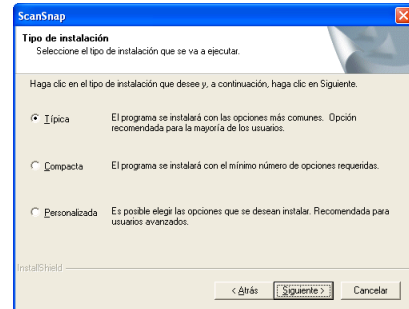 ScanSnap
Tipo de instalación
Seleccione el tipo de instalación que se va a ejecutar.
Haga clic en el tipo de instalación que desee y, a continuación, haga clic en Siguiente.
Típica
El programa se instalará con las opciones más comunes. Opción
recomendada para la mayoría de los usuarios.
Compacta
El programa se instalará con el mínimo número de opciones requeridas.
Personalizada
Es posible elegir las opciones que se desean instalar. Recomendada para
usuarios avanzados.
InstallShield
< Atrás Siguiente > Cancelar